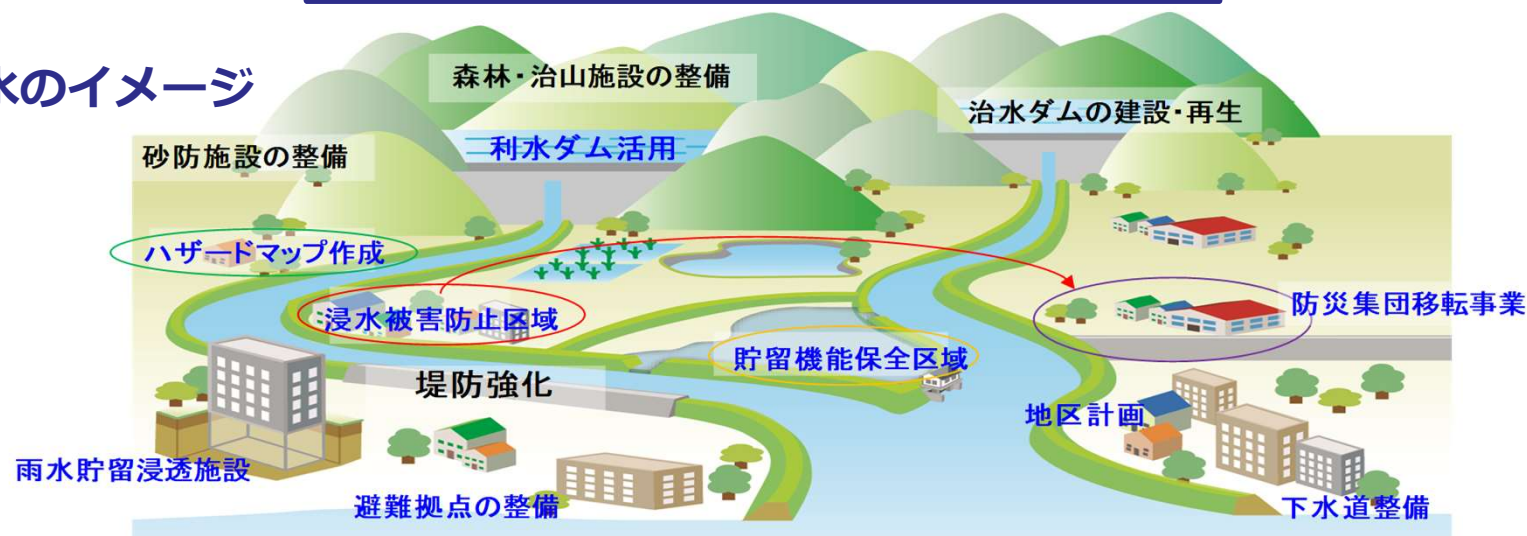 水のイメージ
森林・治山施設の整備
治水ダムの建設・再生
砂防施設の整備
利水ダム活用
ハザードマップ作成
浸水被害防止区域
防災集団移転事業
貯留機能保全区域
堤防強化
地区計画
雨水貯留浸透施設
避難拠点の整備
下水道整備